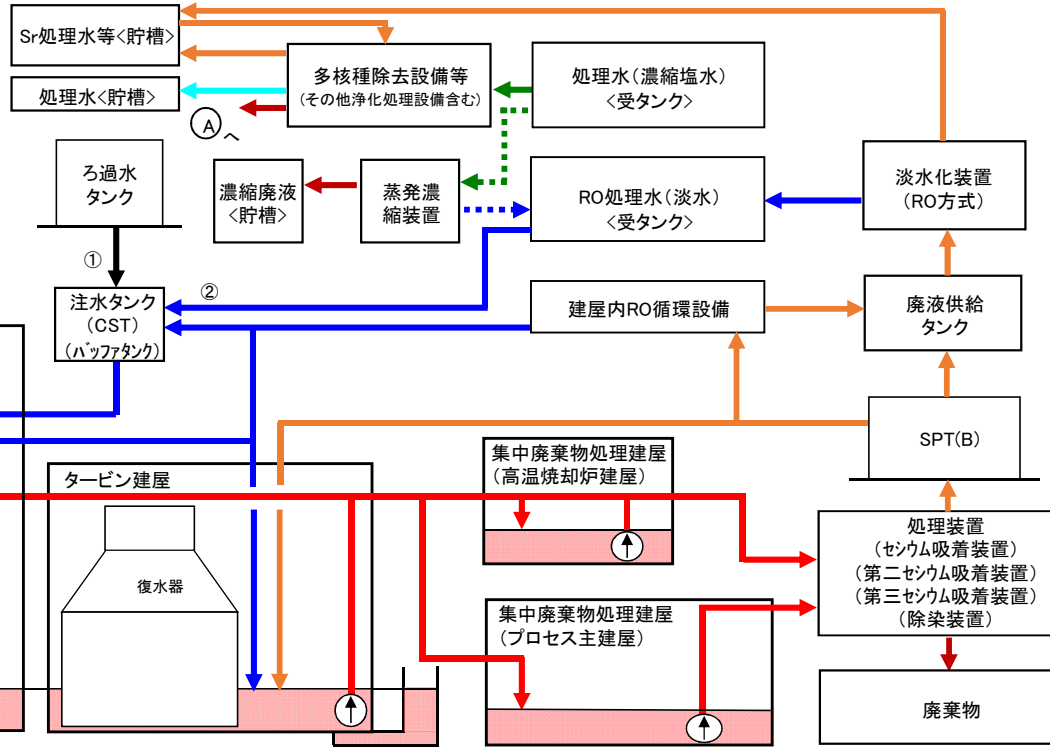 Sr処理水等<貯槽>
処理水<貯槽>
多核種除去設備等
(その他浄化処理設備含む)
処理水(濃縮塩水)
<受タンク>
Aへ
ろ過水
タンク
濃縮廃液
<貯槽>
蒸発濃
縮装置
RO処理水(淡水)
<受タンク>
淡水化装置
(RO方式)
①
②
注水タンク
(CST)
(ﾊﾞｯﾌｧﾀﾝｸ)
建屋内RO循環設備
廃液供給
タンク
SPT(B)
タービン建屋
復水器
集中廃棄物処理建屋
(高温焼却炉建屋)
集中廃棄物処理建屋
(プロセス主建屋)
処理装置
(ｾｼｳﾑ吸着装置)
(第二ｾｼｳﾑ吸着装置)
(第三ｾｼｳﾑ吸着装置)
(除染装置)
廃棄物